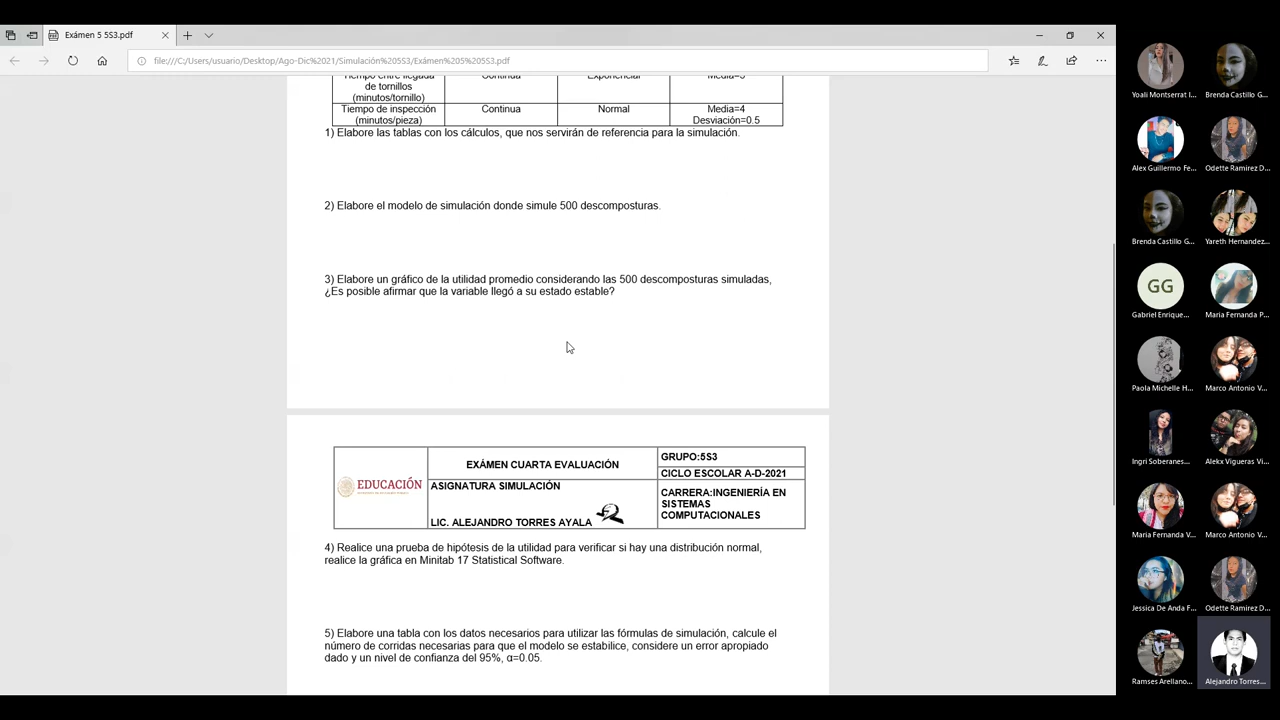 Exámen 5 5S3.pdf
file:///C:/Users/usuario/Desktop/Ago-Dic%2021/Simulación%205S3/Exámen%205%205S3.pdf
Tiempo entre llegada
de tornillos
(minutos/tornillo)
Continua
Exponencial
Tiempo de inspección
(minutos/pieza)
Continua
Normal
Media=4
Desviación=0.5
1) Elabore las tablas con los cálculos, que nos servirán de referencia para la simulación.
2) Elabore el modelo de simulación donde simule 500 descomposturas.
3) Elabore un gráfico de la utilidad promedio considerando las 500 descomposturas simuladas,
¿Es posible afirmar que la variable llegó a su estado estable?
EDUCACIÓN
EXÁMEN CUARTA EVALUACIÓN
ASIGNATURA SIMULACIÓN
LIC. ALEJANDRO TORRES AYALA
GRUPO:5S3
CICLO ESCOLAR A-D-2021
CARRERA:INGENIERÍA EN
SISTEMAS
COMPUTACIONALES
4) Realice una prueba de hipótesis de la utilidad para verificar si hay una distribución normal,
realice la gráfica en Minitab 17 Statistical Software.
5) Elabore una tabla con los datos necesarios para utilizar las fórmulas de simulación, calcule el
número de corridas necesarias para que el modelo se estabilice, considere un error apropiado
dado y un nivel de confianza del 95%, α=0.05.
Yoali Montserrat I...
Brenda Castillo G...
Alex Guillermo Fe...
Odette Ramirez D...
Brenda Castillo G...
Yareth Hernandez...
GG
Gabriel Enrique...
Maria Fernanda P...
Paola Michelle H...
Marco Antonio V...
Ingri Soberanes...
Alekx Vigueras Vi...
Maria Fernanda V...
Marco Antonio V...
Jessica De Anda F...
Odette Ramirez D...
Ramses Arellano...
Alejandro Torres...